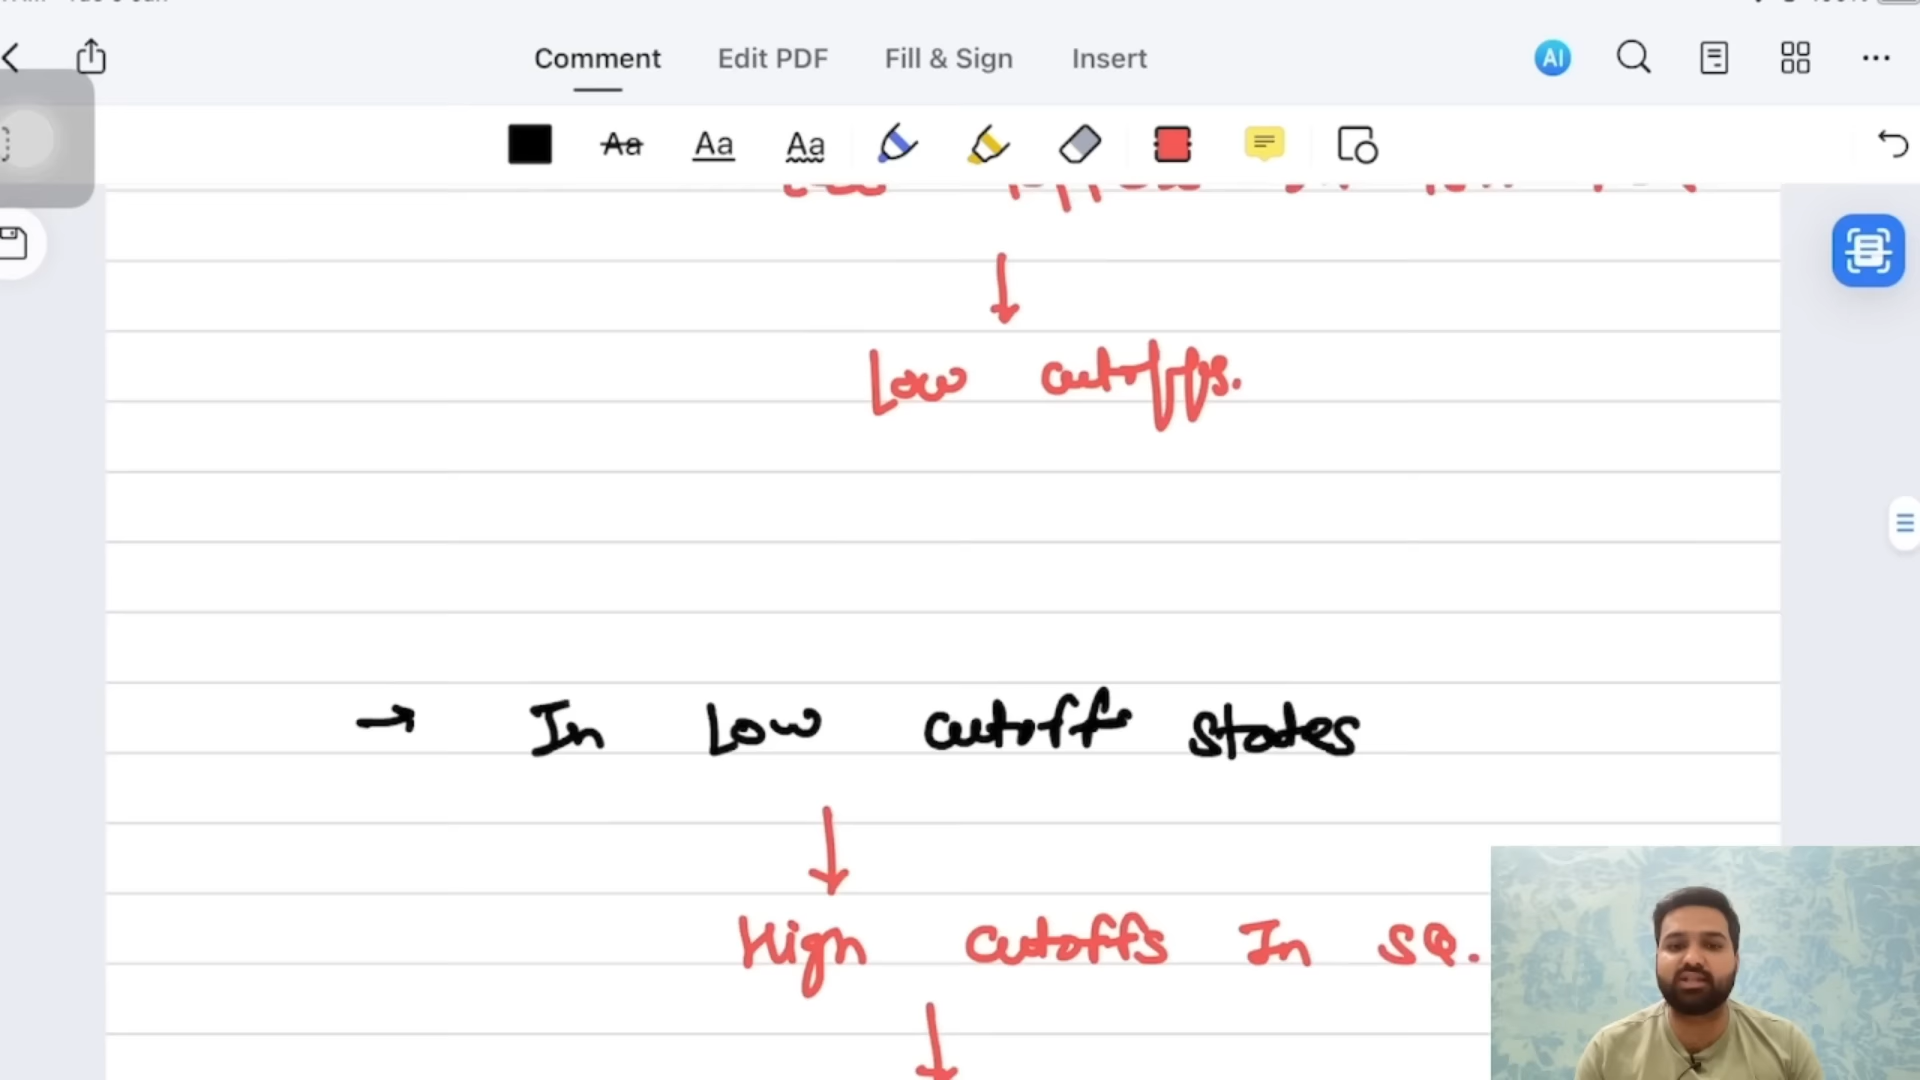 Comment Edit PDF Fill & Sign Insert AI
Aa Aa Aa
Low cutoffs.
→ In Low cutoff states
High cutoffs In SQ.